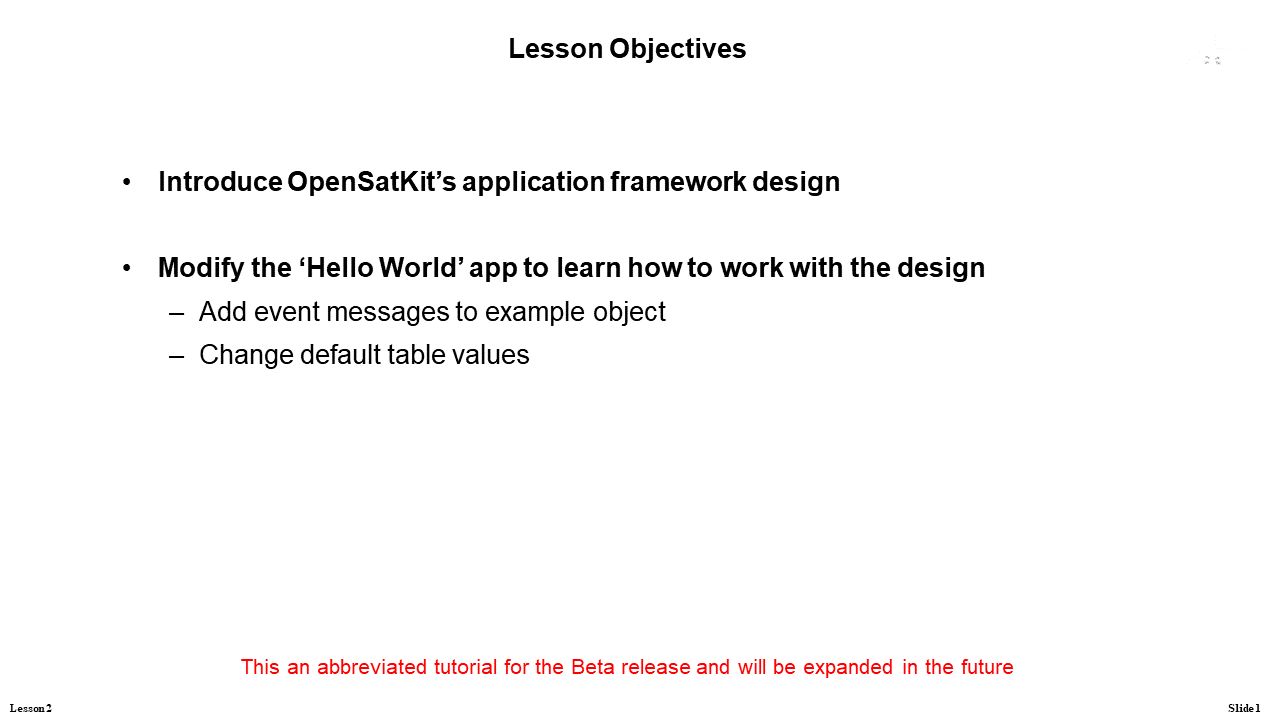 Lesson Objectives
• Introduce OpenSatKit’s application framework design
• Modify the ‘Hello World’ app to learn how to work with the design
– Add event messages to example object
– Change default table values
This an abbreviated tutorial for the Beta release and will be expanded in the future
Lesson 2
Slide 1